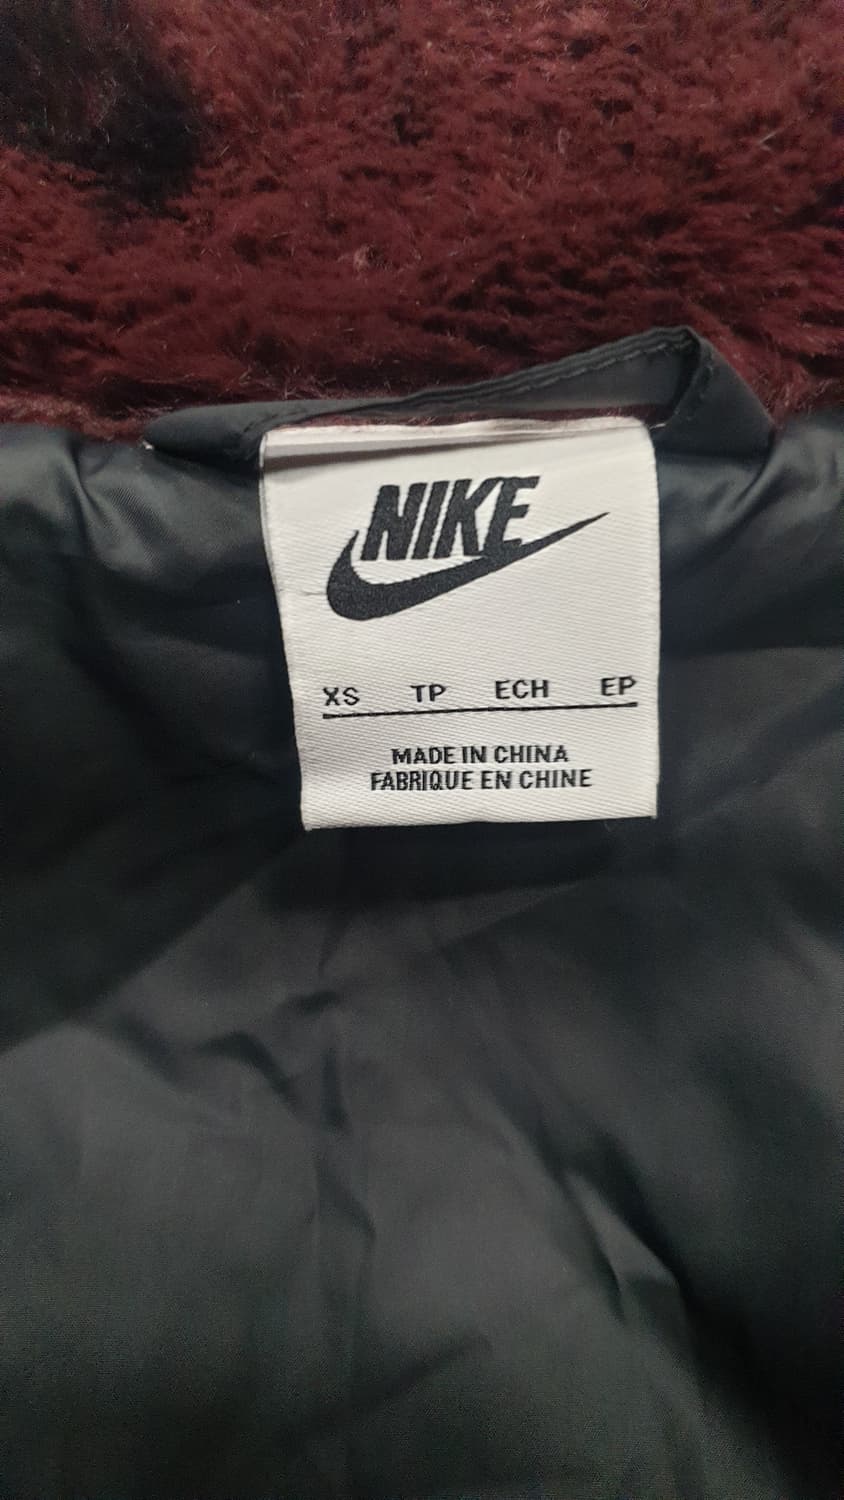 NIKE
XS TP ECH EP
MADE IN CHINA
FABRIQUE EN CHINE